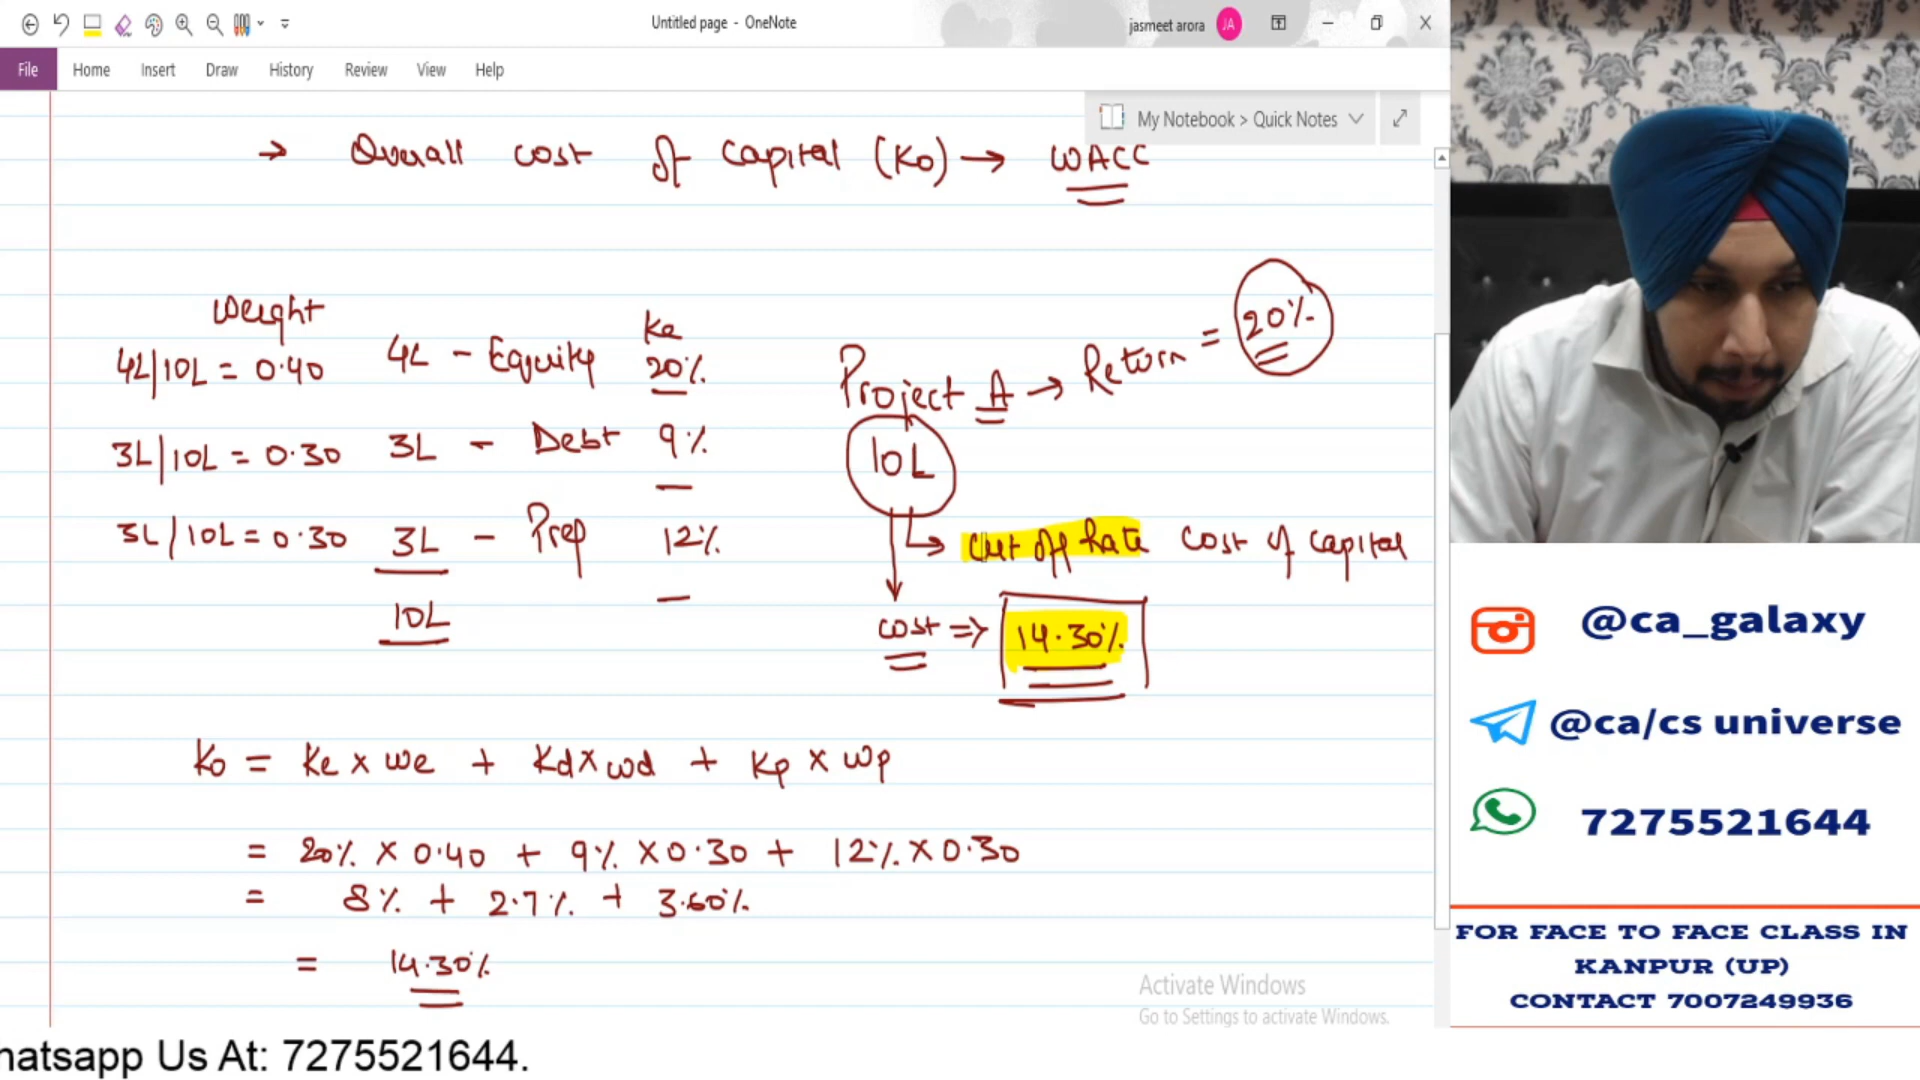 Untitled page - OneNote
jasmeet arora
JA
File Home Insert Draw History Review View Help
My Notebook > Quick Notes
→ Overall cost of capital (Ko) → WACC
Weight
Ke
4L/10L = 0.40 4L - Equity 20%
3L/10L = 0.30 3L - Debt 9%
3L/10L = 0.30 3L - Pref 12%
10L
Project A → Return = 20%
10L
Cut off Rate Cost of capital
cost ⇒ 14.30%
Ko = Ke x we + Kd x wd + Kp x wp
= 20% x 0.40 + 9% x 0.30 + 12% x 0.30
= 8% + 2.7% + 3.60%
= 14.30%
Activate Windows
Go to Settings to activate Windows.
@ca_galaxy
@ca/cs universe
7275521644
FOR FACE TO FACE CLASS IN
KANPUR (UP)
CONTACT 7007249936
hatsapp Us At: 7275521644.